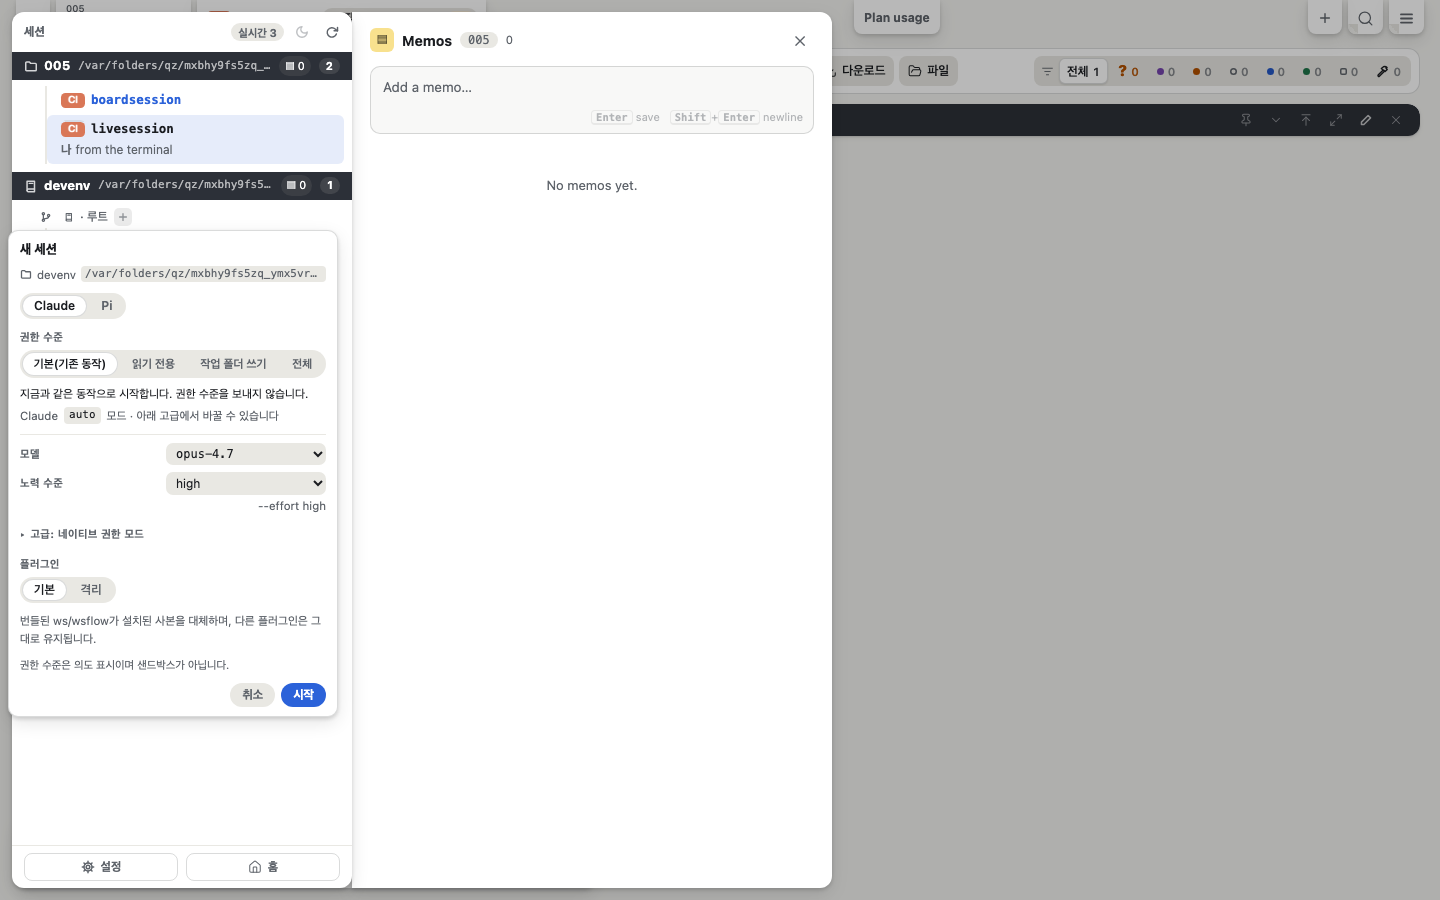 005
세션
실시간 3
005 /var/folders/qz/mxbhy9fs5zq_… 0 2
CI boardsession
CI livesession
나 from the terminal
devenv /var/folders/qz/mxbhy9fs5… 0 1
· 루트 +
새 세션
devenv /var/folders/qz/mxbhy9fs5zq_ymx5vr…
Claude Pi
권한 수준
기본(기존 동작) 읽기 전용 작업 폴더 쓰기 전체
지금과 같은 동작으로 시작합니다. 권한 수준을 보내지 않습니다.
Claude auto 모드 · 아래 고급에서 바꿀 수 있습니다
모델 opus-4.7
노력 수준 high
--effort high
고급: 네이티브 권한 모드
플러그인
기본 격리
번들된 ws/wsflow가 설치된 사본을 대체하며, 다른 플러그인은 그
대로 유지됩니다.
권한 수준은 의도 표시이며 샌드박스가 아닙니다.
취소 시작
설정 홈
Memos 005 0
Add a memo…
Enter save Shift+Enter newline
No memos yet.
Plan usage
다운로드 파일
전체 1 ? 0 0 0 0 0 0 0 0